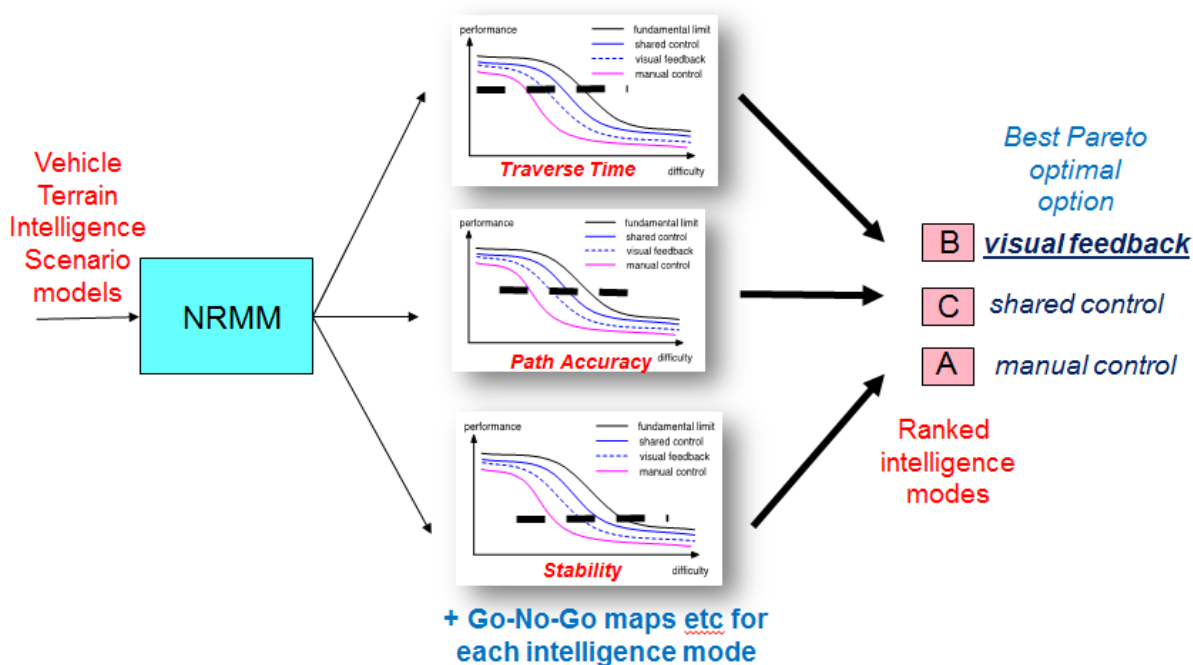 Vehicle
Terrain
Intelligence
Scenario
models
NRMM
performance
fundamental limit
shared control
visual feedback
manual control
Traverse Time
difficulty
performance
fundamental limit
shared control
visual feedback
manual control
Path Accuracy
difficulty
performance
fundamental limit
shared control
visual feedback
manual control
Stability
difficulty
+ Go-No-Go maps etc for
each intelligence mode
Best Pareto
optimal
option
B visual feedback
C shared control
A manual control
Ranked
intelligence
modes